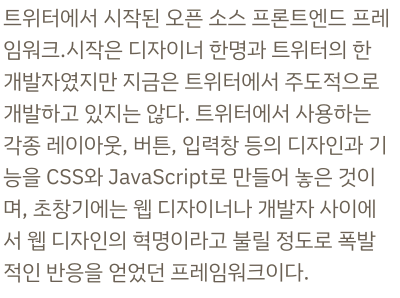 트위터에서 시작된 오픈 소스 프론트엔드 프레
임워크.시작은 디자이너 한명과 트위터의 한
개발자였지만 지금은 트위터에서 주도적으로
개발하고 있지는 않다. 트위터에서 사용하는
각종 레이아웃, 버튼, 입력창 등의 디자인과 기
능을 CSS와 JavaScript로 만들어 놓은 것이
며, 초창기에는 웹 디자이너나 개발자 사이에
서 웹 디자인의 혁명이라고 불릴 정도로 폭발
적인 반응을 얻었던 프레임워크이다.